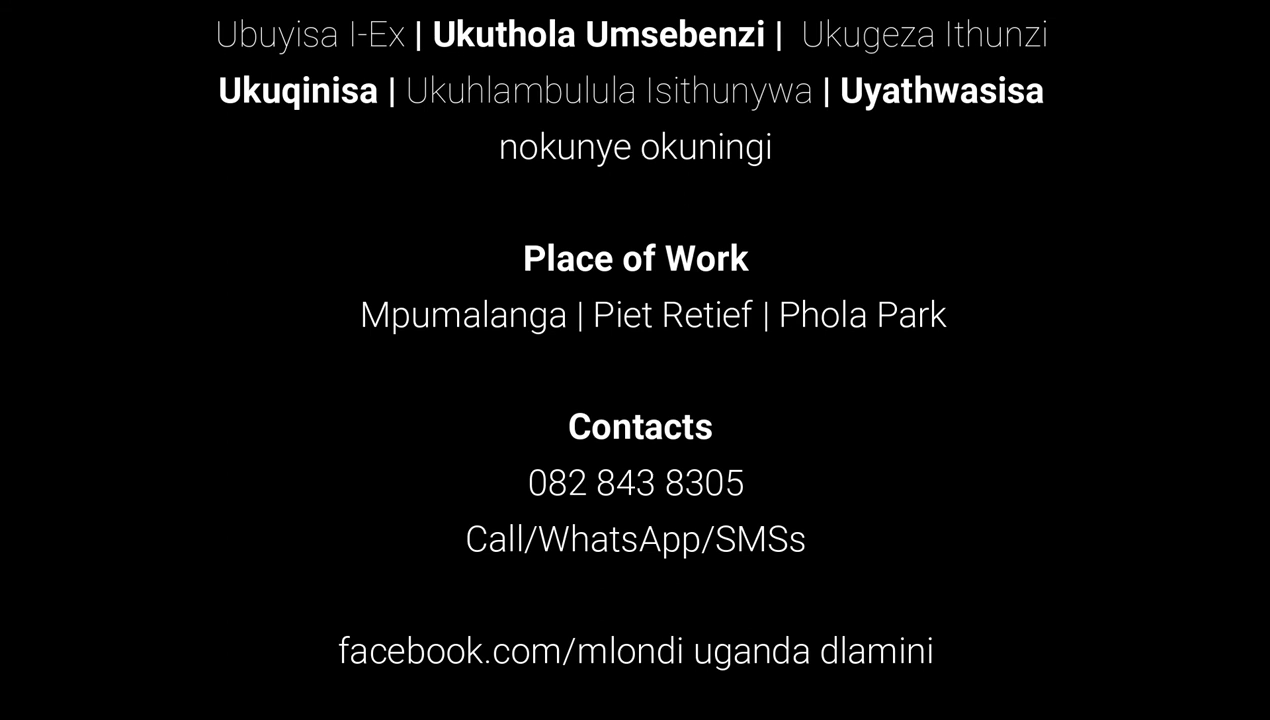 Ubuyisa I-Ex | Ukuthola Umsebenzi | Ukugeza Ithunzi
Ukuqinisa | Ukuhlambulula Isithunywa | Uyathwasisa
nokunye okuningi
Place of Work
Mpumalanga | Piet Retief | Phola Park
Contacts
082 843 8305
Call/WhatsApp/SMSs
facebook.com/mlondi uganda dlamini